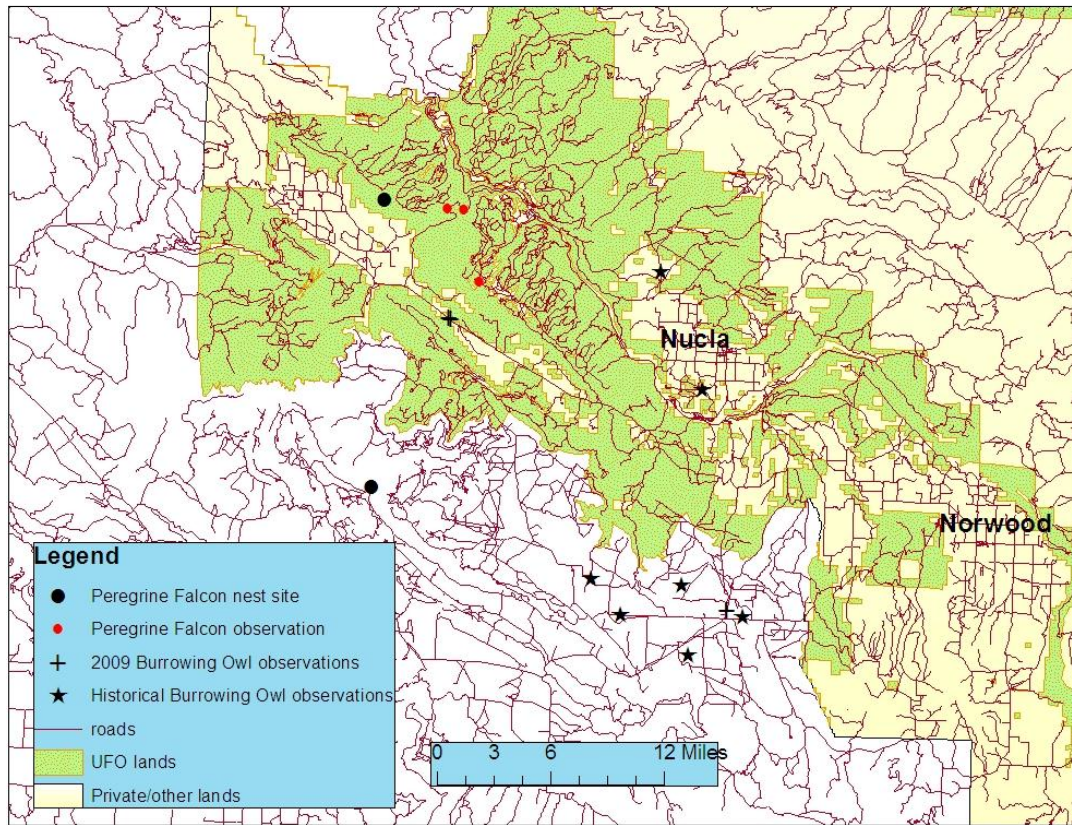 Nucla
Norwood
Legend
Peregrine Falcon nest site
Peregrine Falcon observation
2009 Burrowing Owl observations
Historical Burrowing Owl observations
roads
UFO lands
Private/other lands
0 3 6 12 Miles